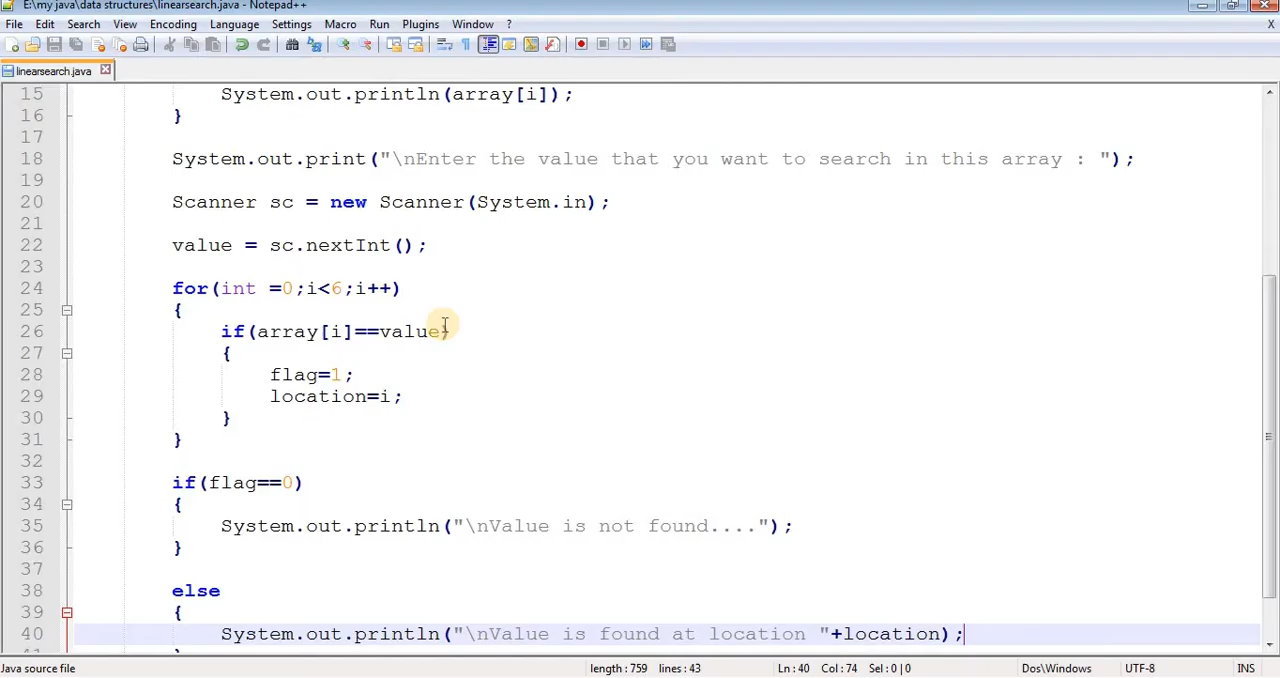 E:\my java\data structures\linearsearch.java - Notepad++
File Edit Search View Encoding Language Settings Macro Run Plugins Window ? X
linearsearch.java
15 System.out.println(array[i]);
16 }
17
18 System.out.print("\nEnter the value that you want to search in this array : ");
19
20 Scanner sc = new Scanner(System.in);
21
22 value = sc.nextInt();
23
24 for(int =0;i<6;i++)
25 {
26 if(array[i]==value)
27 {
28 flag=1;
29 location=i;
30 }
31 }
32
33 if(flag==0)
34 {
35 System.out.println("\nValue is not found....");
36 }
37
38 else
39 {
40 System.out.println("\nValue is found at location "+location);
41 }
Java source file length : 759 lines : 43 Ln : 40 Col : 74 Sel : 0 | 0 Dos\Windows UTF-8 INS